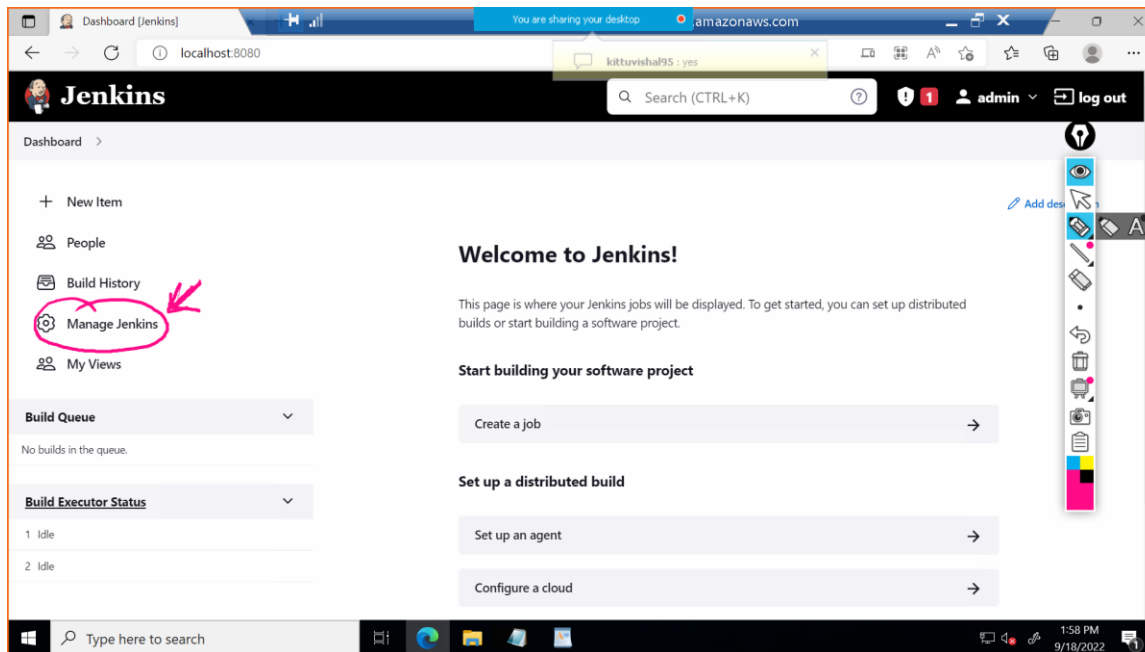 Dashboard [Jenkins]
You are sharing your desktop
.amazonaws.com
localhost:8080
kittuvishal95 : yes
Jenkins
Search (CTRL+K)
1
admin
log out
Dashboard >
New Item
People
Build History
Manage Jenkins
My Views
Add des
Build Queue
No builds in the queue.
Build Executor Status
1 Idle
2 Idle
Welcome to Jenkins!
This page is where your Jenkins jobs will be displayed. To get started, you can set up distributed
builds or start building a software project.
Start building your software project
Create a job
Set up a distributed build
Set up an agent
Configure a cloud
A
Type here to search
1:58 PM
9/18/2022